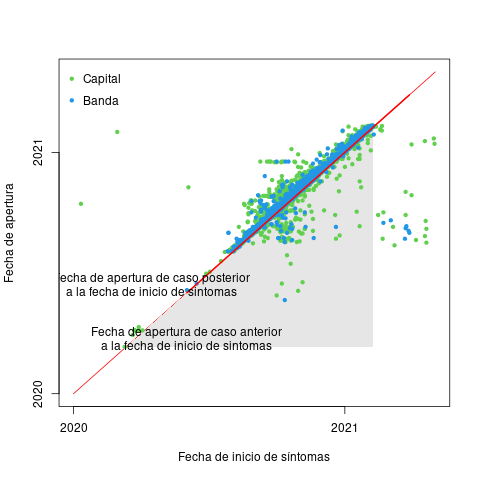 Capital
Banda
2021
Fecha de apertura
echa de apertura de caso posterior
a la fecha de inicio de síntomas
Fecha de apertura de caso anterior
a la fecha de inicio de síntomas
2020
2020
2021
Fecha de inicio de síntomas